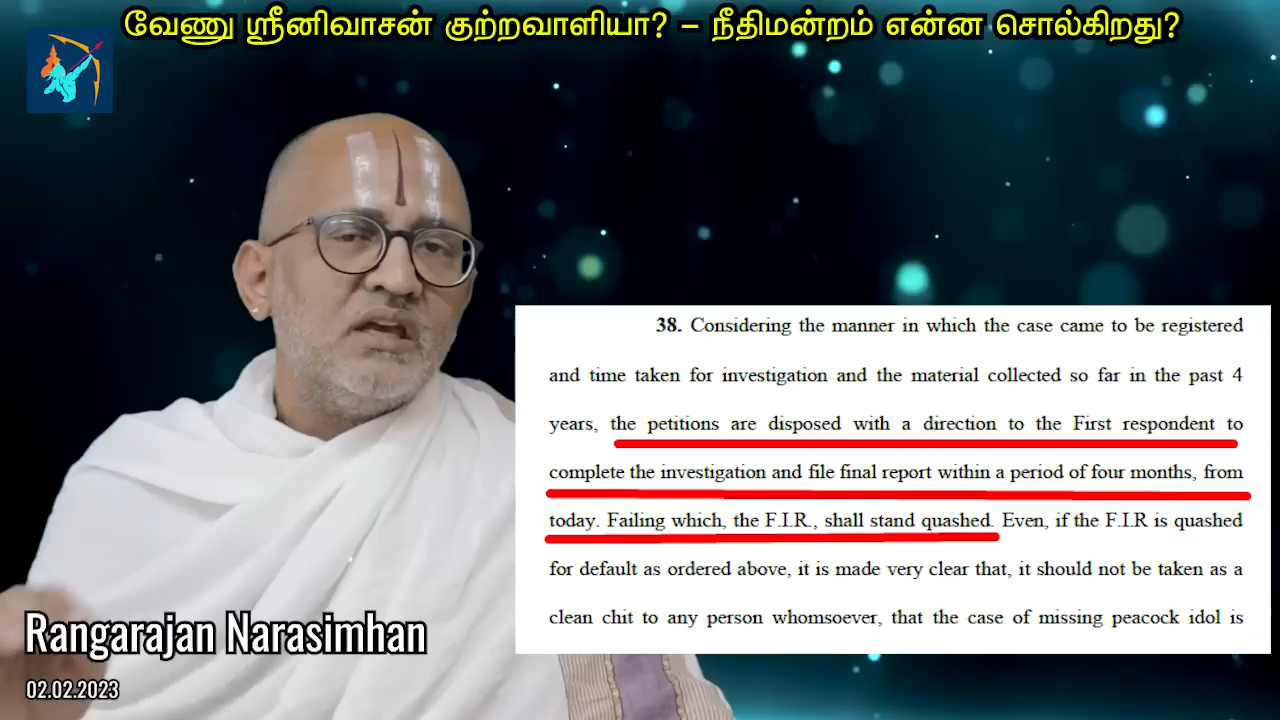 வேணு ஸ்ரீனிவாசன் குற்றவாளியா? – நீதிமன்றம் என்ன சொல்கிறது?
38. Considering the manner in which the case came to be registered
and time taken for investigation and the material collected so far in the past 4
years, the petitions are disposed with a direction to the First respondent to
complete the investigation and file final report within a period of four months, from
today. Failing which, the F.I.R., shall stand quashed. Even, if the F.I.R is quashed
for default as ordered above, it is made very clear that, it should not be taken as a
clean chit to any person whomsoever, that the case of missing peacock idol is
Rangarajan Narasimhan
02.02.2023